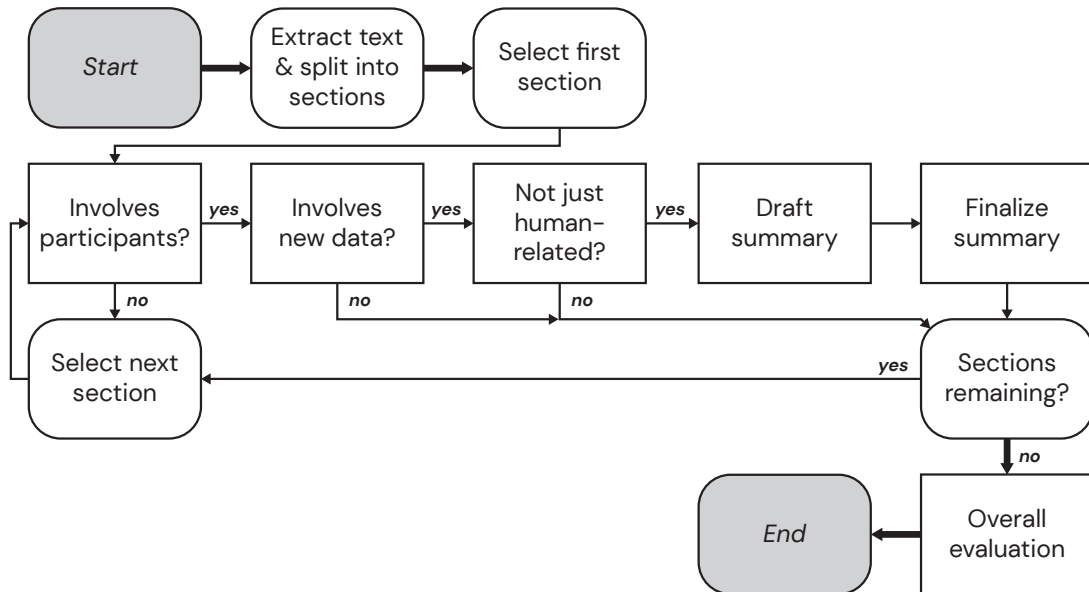 Start
Extract text
& split into
sections
Select first
section
Involves
participants?
yes
Involves
new data?
yes
Not just
human-
related?
yes
Draft
summary
Finalize
summary
no
no
no
Select next
section
yes
Sections
remaining?
no
End
Overall
evaluation